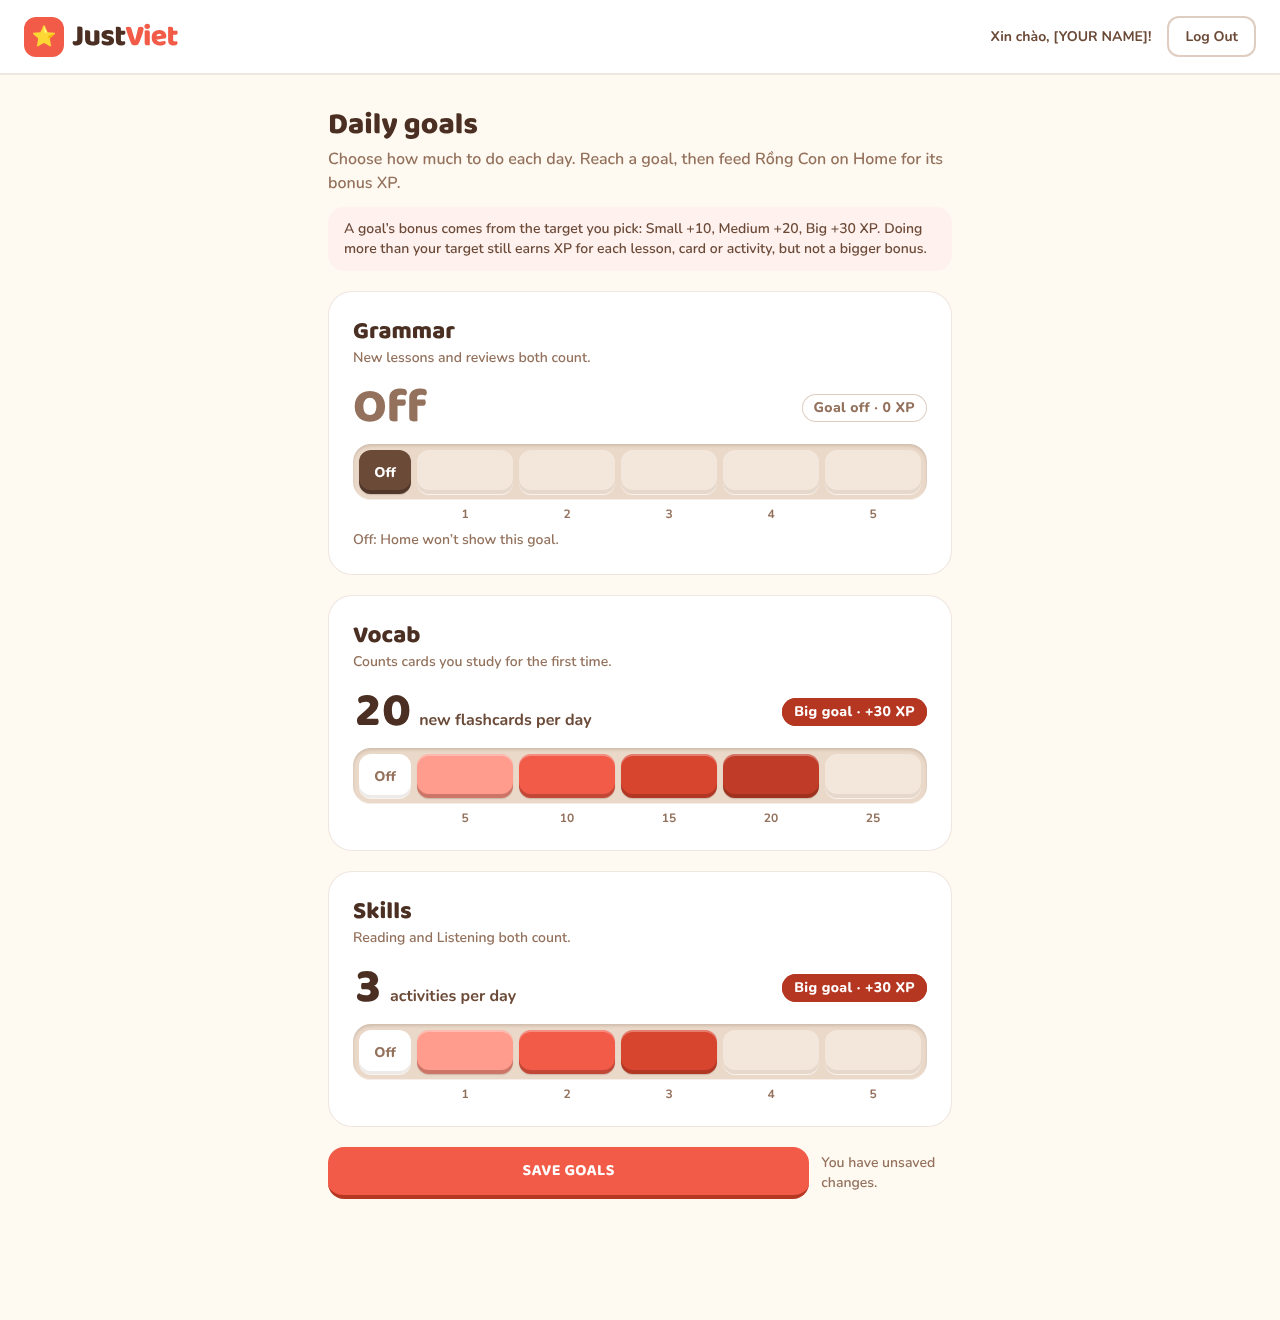 JustViet
Xin chào, [YOUR NAME]!
Log Out
Daily goals
Choose how much to do each day. Reach a goal, then feed Rồng Con on Home for its
bonus XP.
A goal’s bonus comes from the target you pick: Small +10, Medium +20, Big +30 XP. Doing
more than your target still earns XP for each lesson, card or activity, but not a bigger bonus.
Grammar
New lessons and reviews both count.
Off
Goal off · 0 XP
Off
1 2 3 4 5
Off: Home won’t show this goal.
Vocab
Counts cards you study for the first time.
20 new flashcards per day
Big goal · +30 XP
Off
5 10 15 20 25
Skills
Reading and Listening both count.
3 activities per day
Big goal · +30 XP
Off
1 2 3 4 5
SAVE GOALS
You have unsaved
changes.